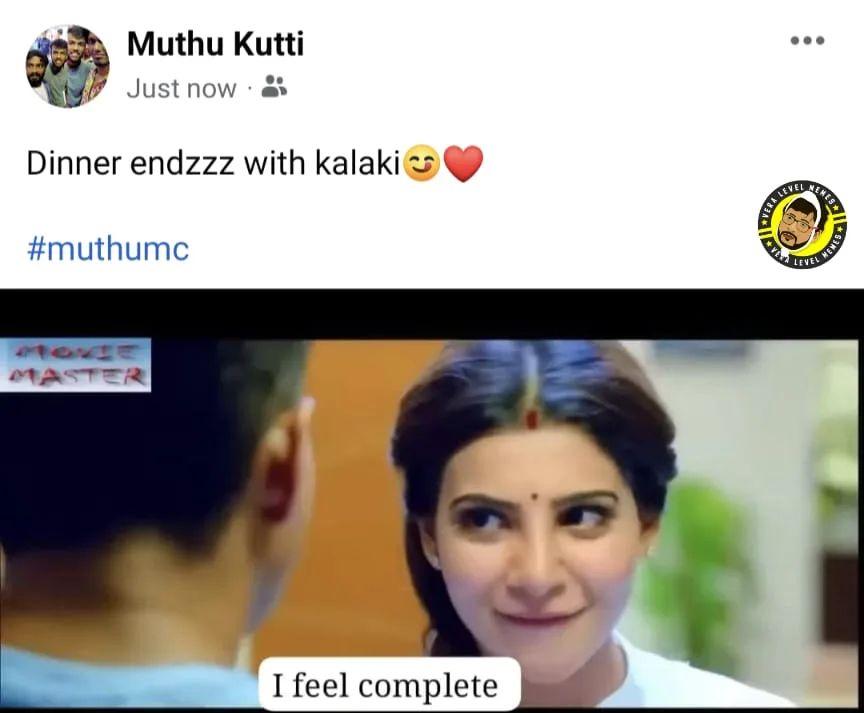 Muthu Kutti
Just now ·
Dinner endzzz with kalaki😋❤️
#muthumc
VERA LEVEL MEMES
VERA LEVEL MEMES
MOVIE
MASTER
I feel complete